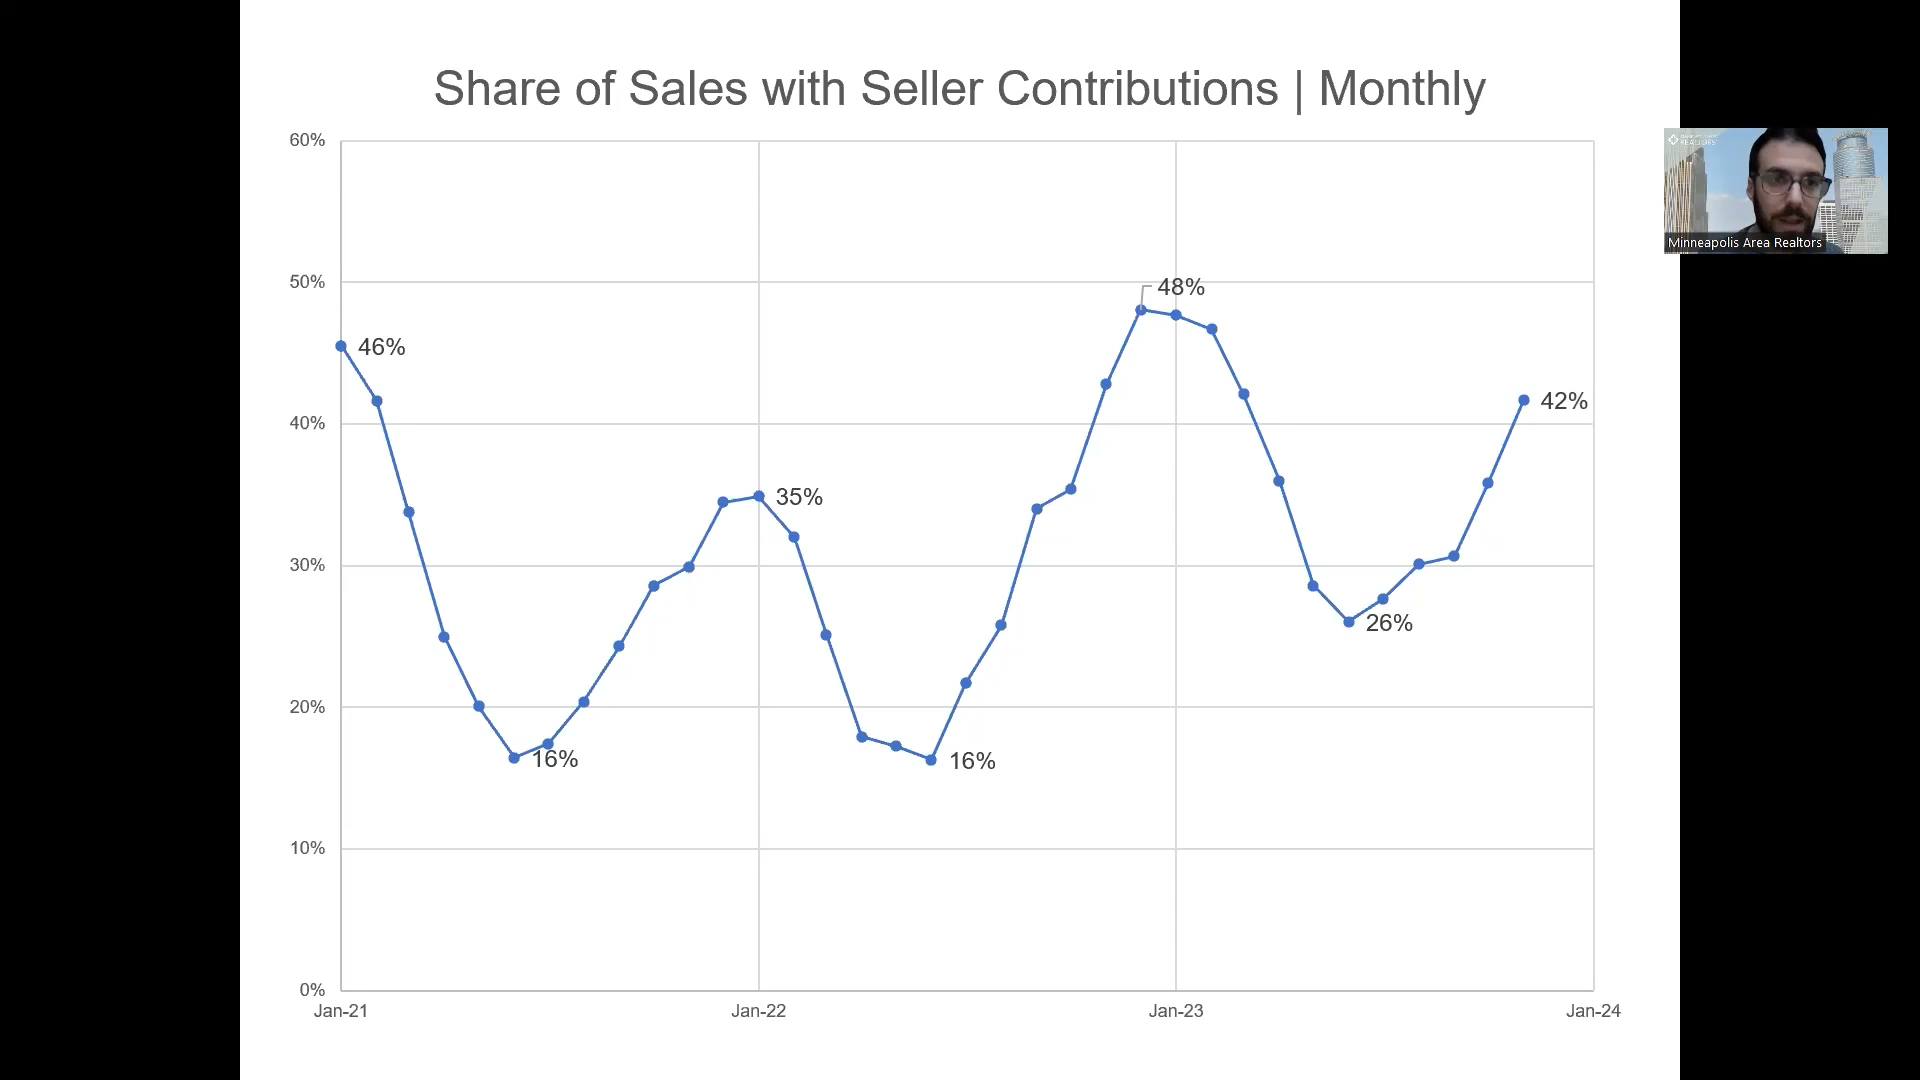 Share of Sales with Seller Contributions | Monthly
60%
REALTORS
Minneapolis Area Realtors
50%
48%
46%
42%
40%
35%
30%
26%
20%
16%
16%
10%
0%
Jan-21
Jan-22
Jan-23
Jan-24